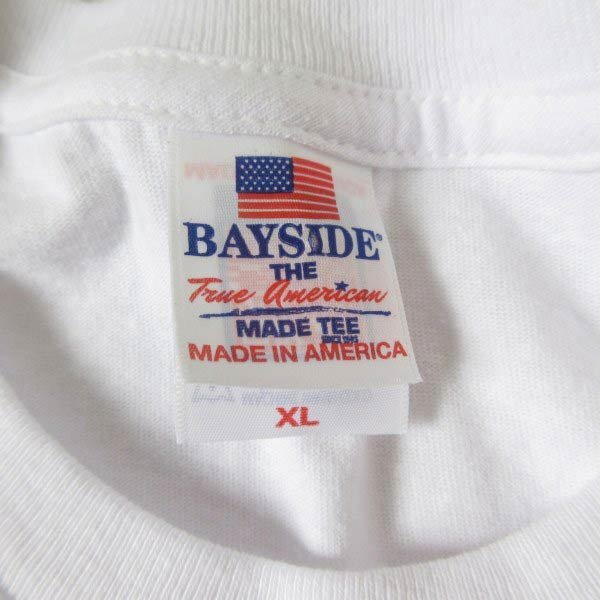 BAYSIDE®
THE
True American
MADE TEE
MADE IN AMERICA
XL